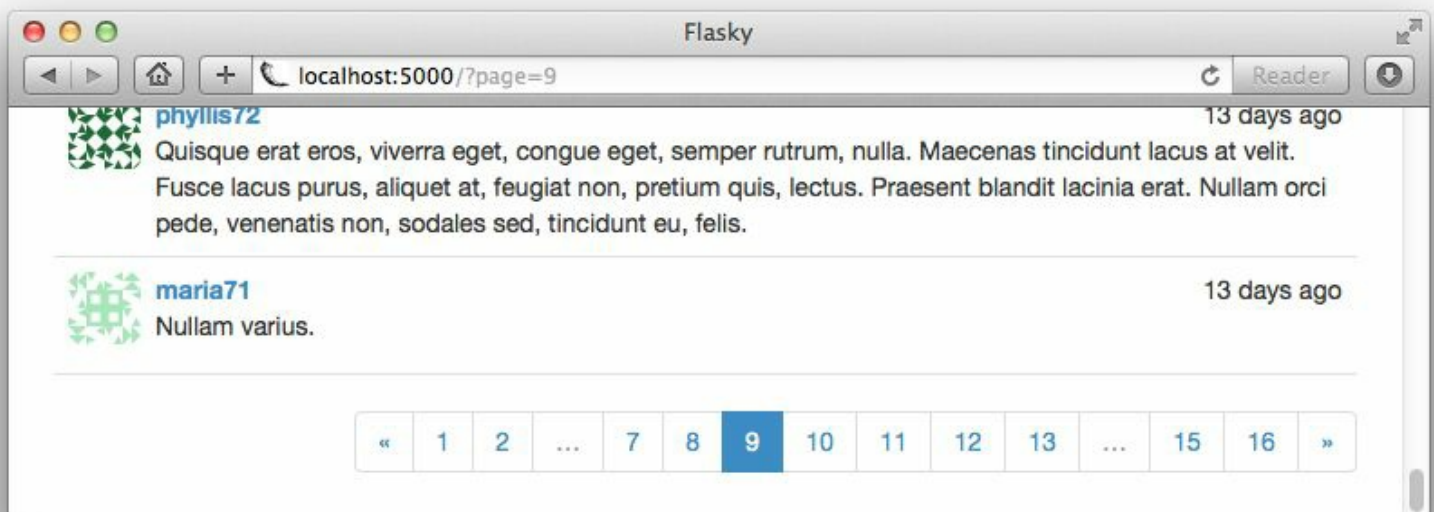 Flasky
localhost:5000/?page=9
Reader
phyllis72
13 days ago
Quisque erat eros, viverra eget, congue eget, semper rutrum, nulla. Maecenas tincidunt lacus at velit.
Fusce lacus purus, aliquet at, feugiat non, pretium quis, lectus. Praesent blandit lacinia erat. Nullam orci
pede, venenatis non, sodales sed, tincidunt eu, felis.
maria71
13 days ago
Nullam varius.
« 1 2 … 7 8 9 10 11 12 13 … 15 16 »